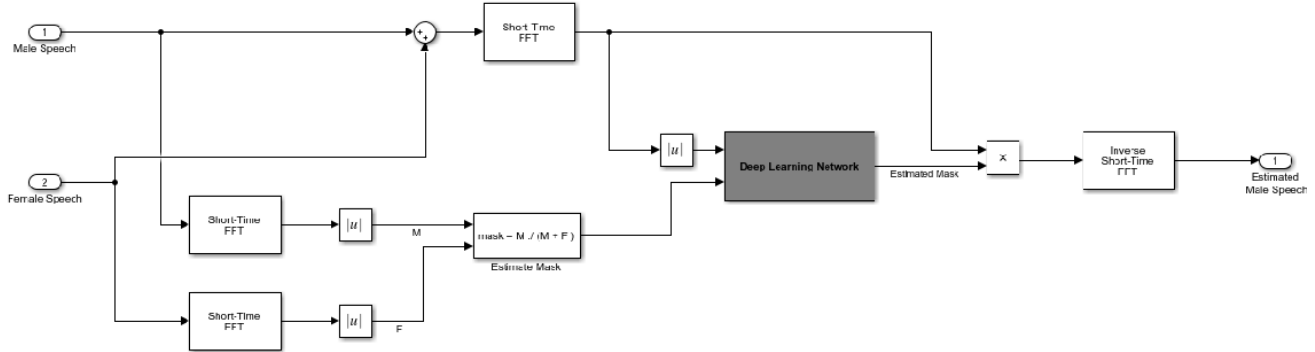 1
Male Speech
Short-Time
FFT
|u|
Deep Learning Network
Estimated Mask
×
Inverse
Short-Time
FFT
1
Estimated
Male Speech
2
Female Speech
Short-Time
FFT
|u|
M
mask = M ./ (M + F)
Estimate Mask
Short-Time
FFT
|u|
F